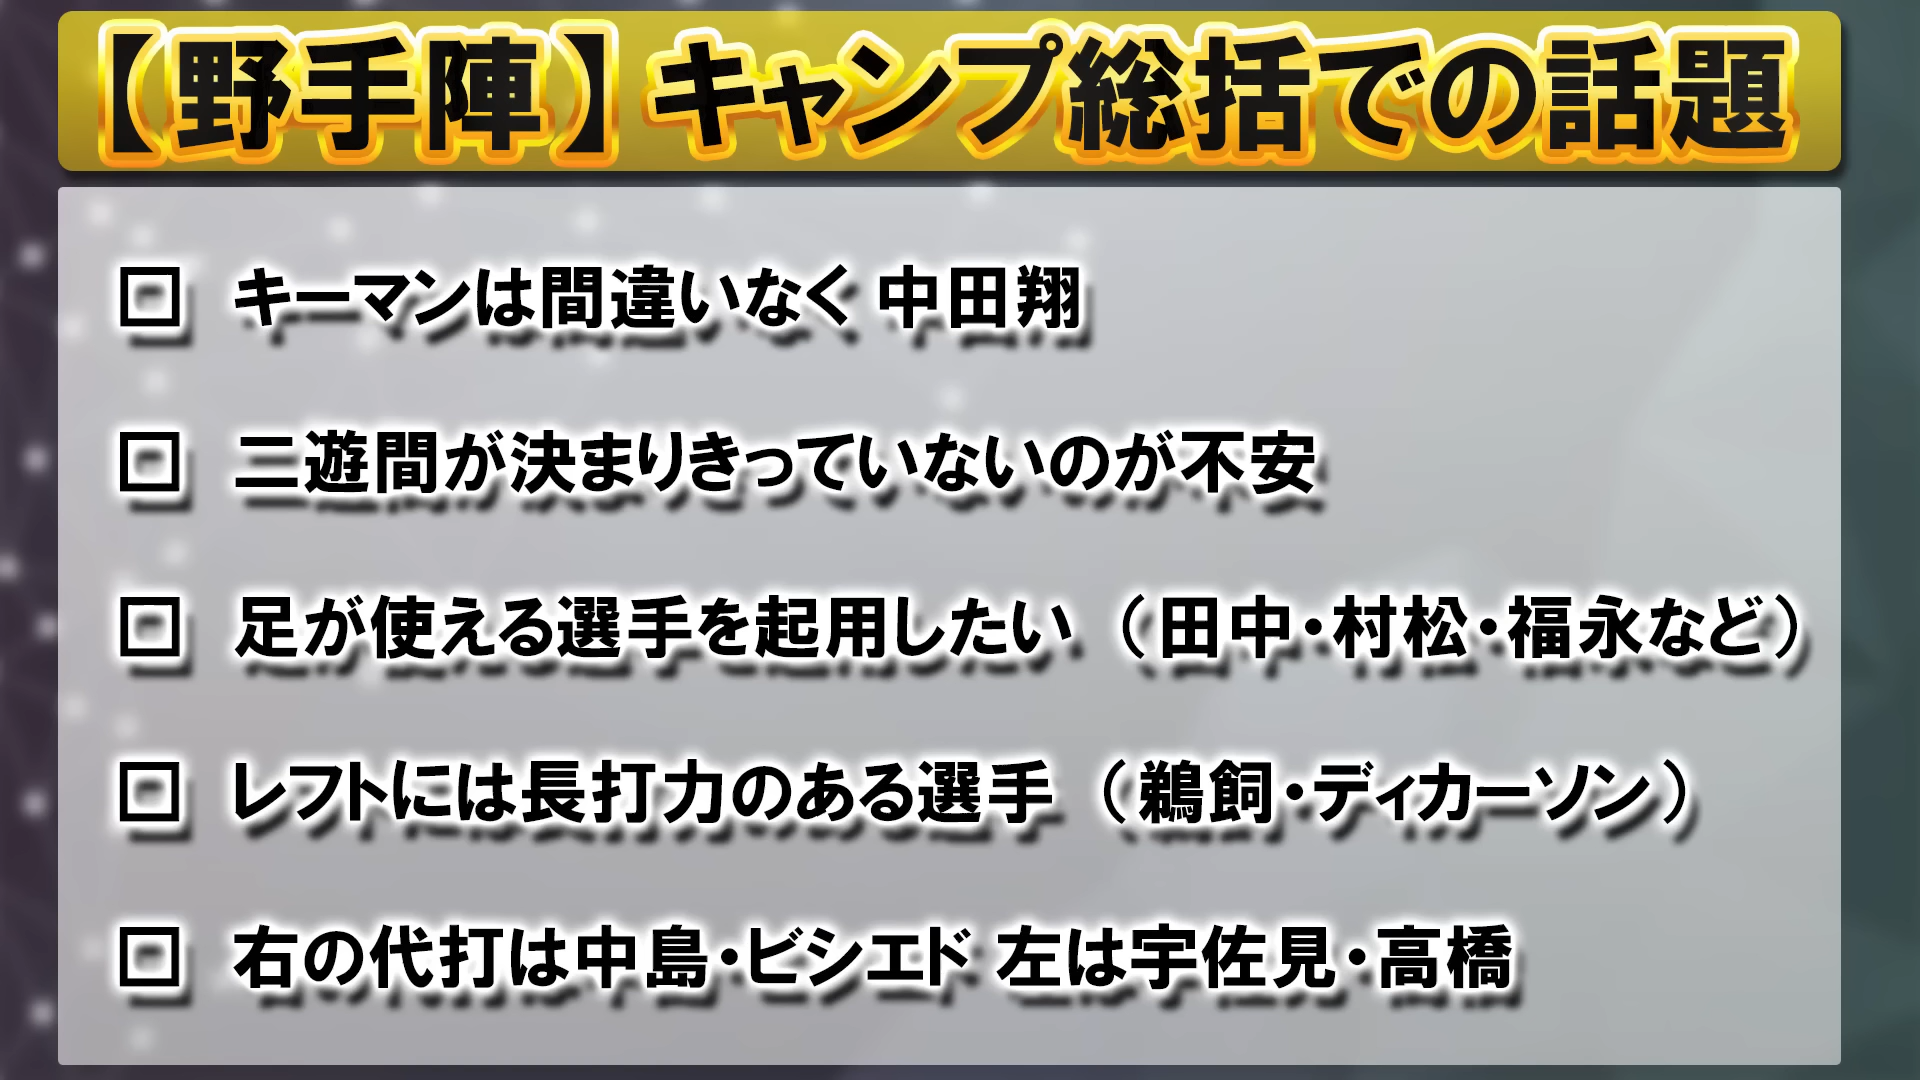 【野手陣】キャンプ総括での話題
□ キーマンは間違いなく 中田翔
□ 三遊間が決まりきっていないのが不安
□ 足が使える選手を起用したい （田中・村松・福永など）
□ レフトには長打力のある選手 （鵜飼・ディカーソン）
□ 右の代打は中島・ビシエド 左は宇佐見・高橋